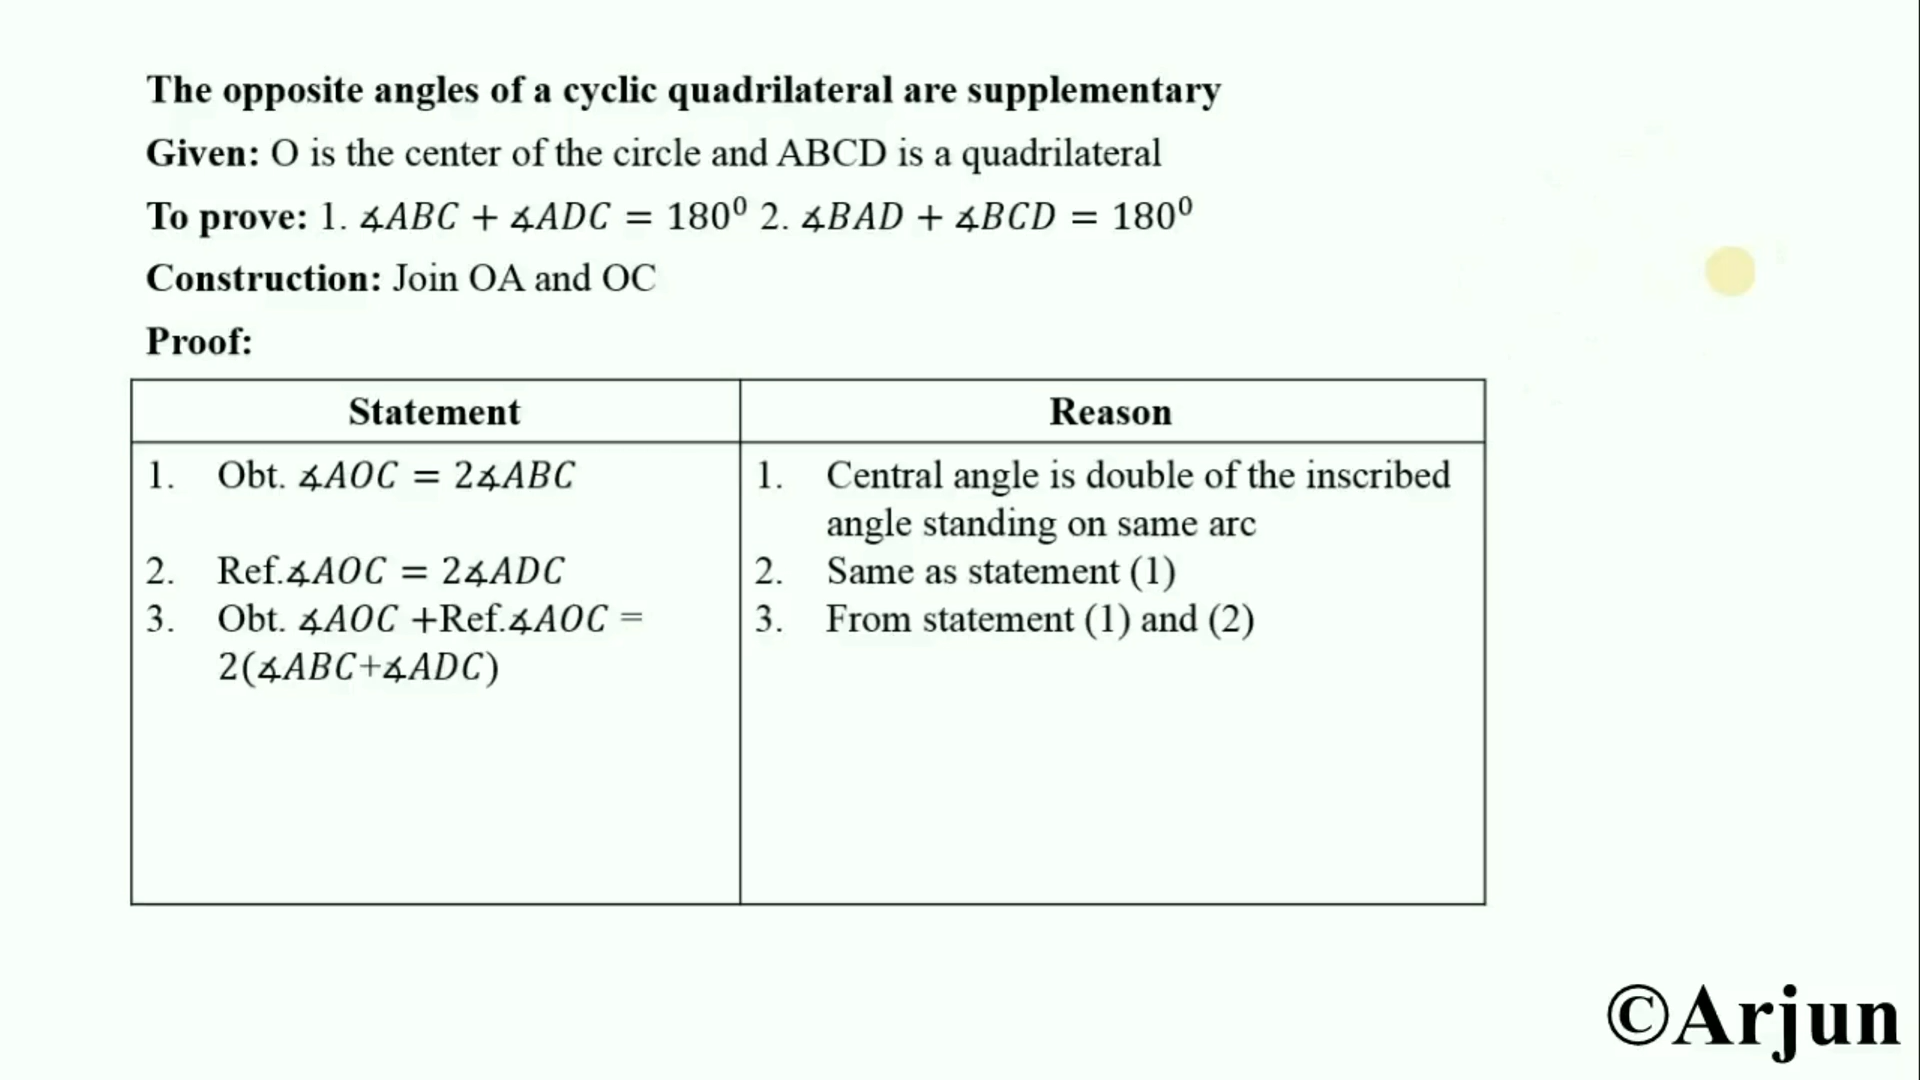 The opposite angles of a cyclic quadrilateral are supplementary
Given: O is the center of the circle and ABCD is a quadrilateral
To prove: 1. ∡ABC + ∡ADC = 180⁰ 2. ∡BAD + ∡BCD = 180⁰
Construction: Join OA and OC
Proof:
Statement
Reason
1. Obt. ∡AOC = 2∡ABC
2. Ref.∡AOC = 2∡ADC
3. Obt. ∡AOC +Ref.∡AOC =
2(∡ABC+∡ADC)
1. Central angle is double of the inscribed
angle standing on same arc
2. Same as statement (1)
3. From statement (1) and (2)
©Arjun